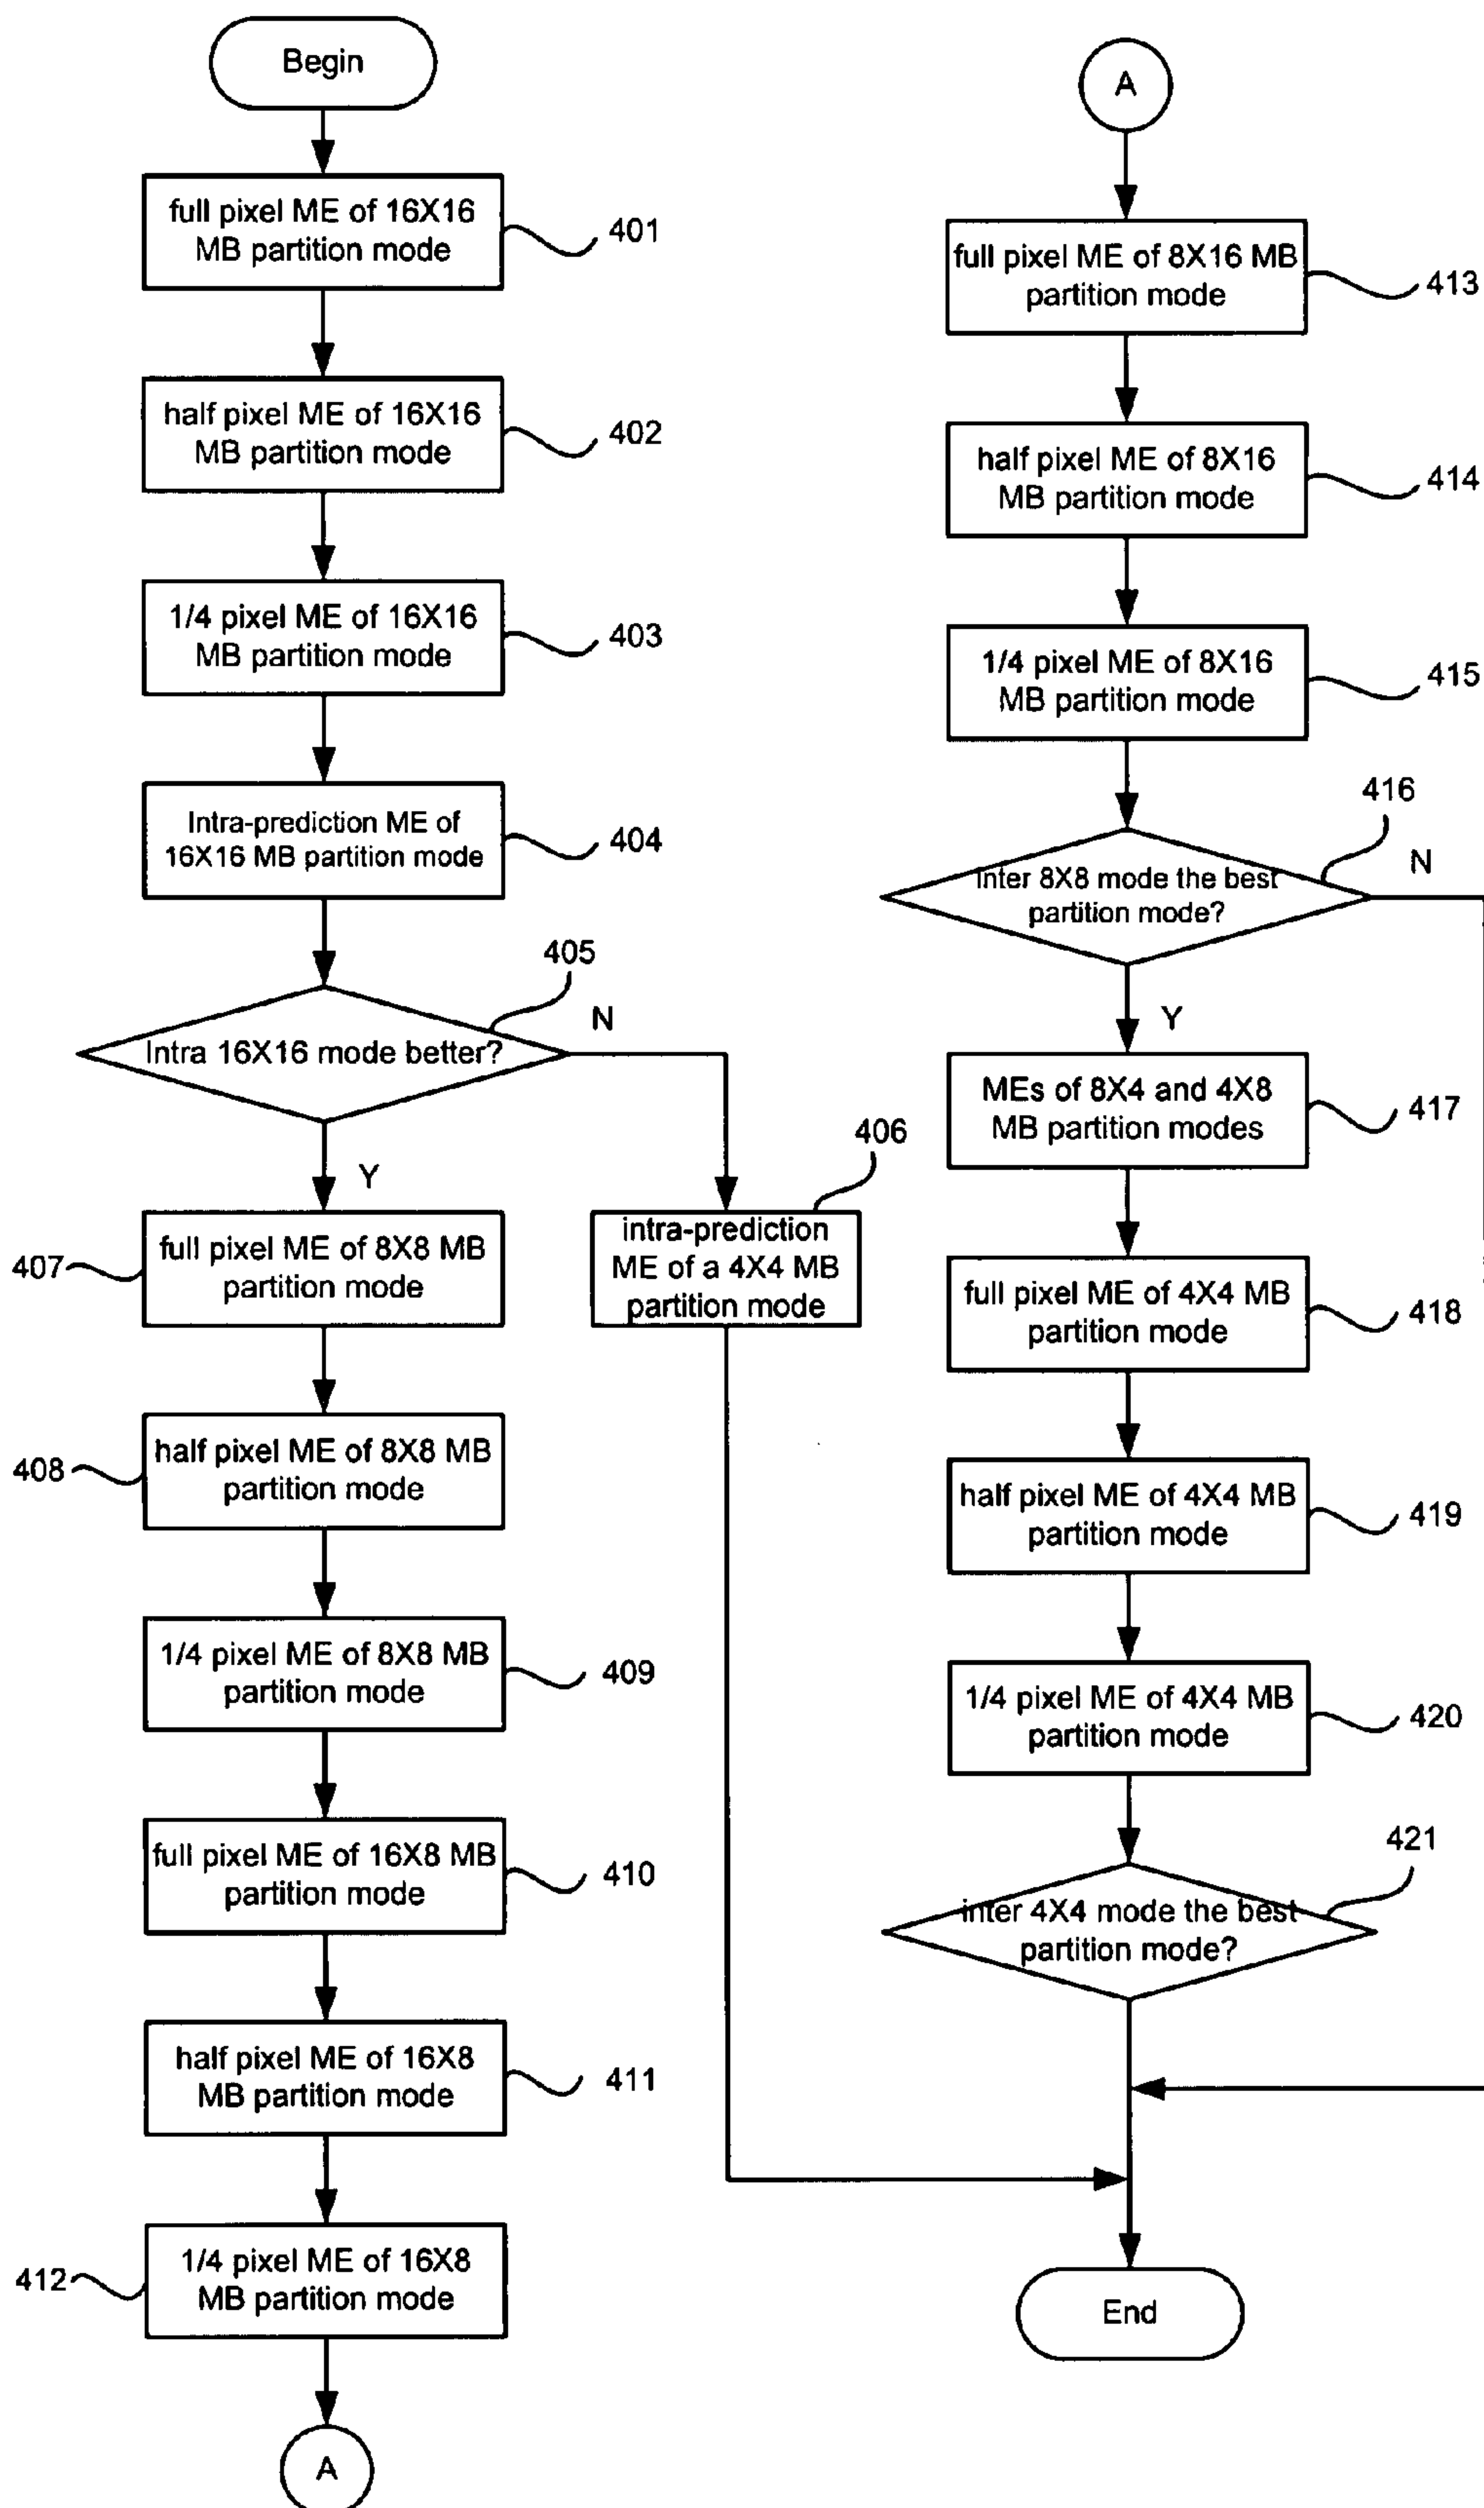 Begin
full pixel ME of 16X16
MB partition mode
401
half pixel ME of 16X16
MB partition mode
402
1/4 pixel ME of 16X16
MB partition mode
403
Intra-prediction ME of
16X16 MB partition mode
404
405
Intra 16X16 mode better?
N
Y
406
intra-prediction
ME of a 4X4 MB
partition mode
407
full pixel ME of 8X8 MB
partition mode
408
half pixel ME of 8X8 MB
partition mode
1/4 pixel ME of 8X8 MB
partition mode
409
full pixel ME of 16X8 MB
partition mode
410
half pixel ME of 16X8
MB partition mode
411
412
1/4 pixel ME of 16X8
MB partition mode
A
A
full pixel ME of 8X16 MB
partition mode
413
half pixel ME of 8X16
MB partition mode
414
1/4 pixel ME of 8X16
MB partition mode
415
416
inter 8X8 mode the best
partition mode?
N
Y
MEs of 8X4 and 4X8
MB partition modes
417
full pixel ME of 4X4 MB
partition mode
418
half pixel ME of 4X4 MB
partition mode
419
1/4 pixel ME of 4X4 MB
partition mode
420
421
inter 4X4 mode the best
partition mode?
End